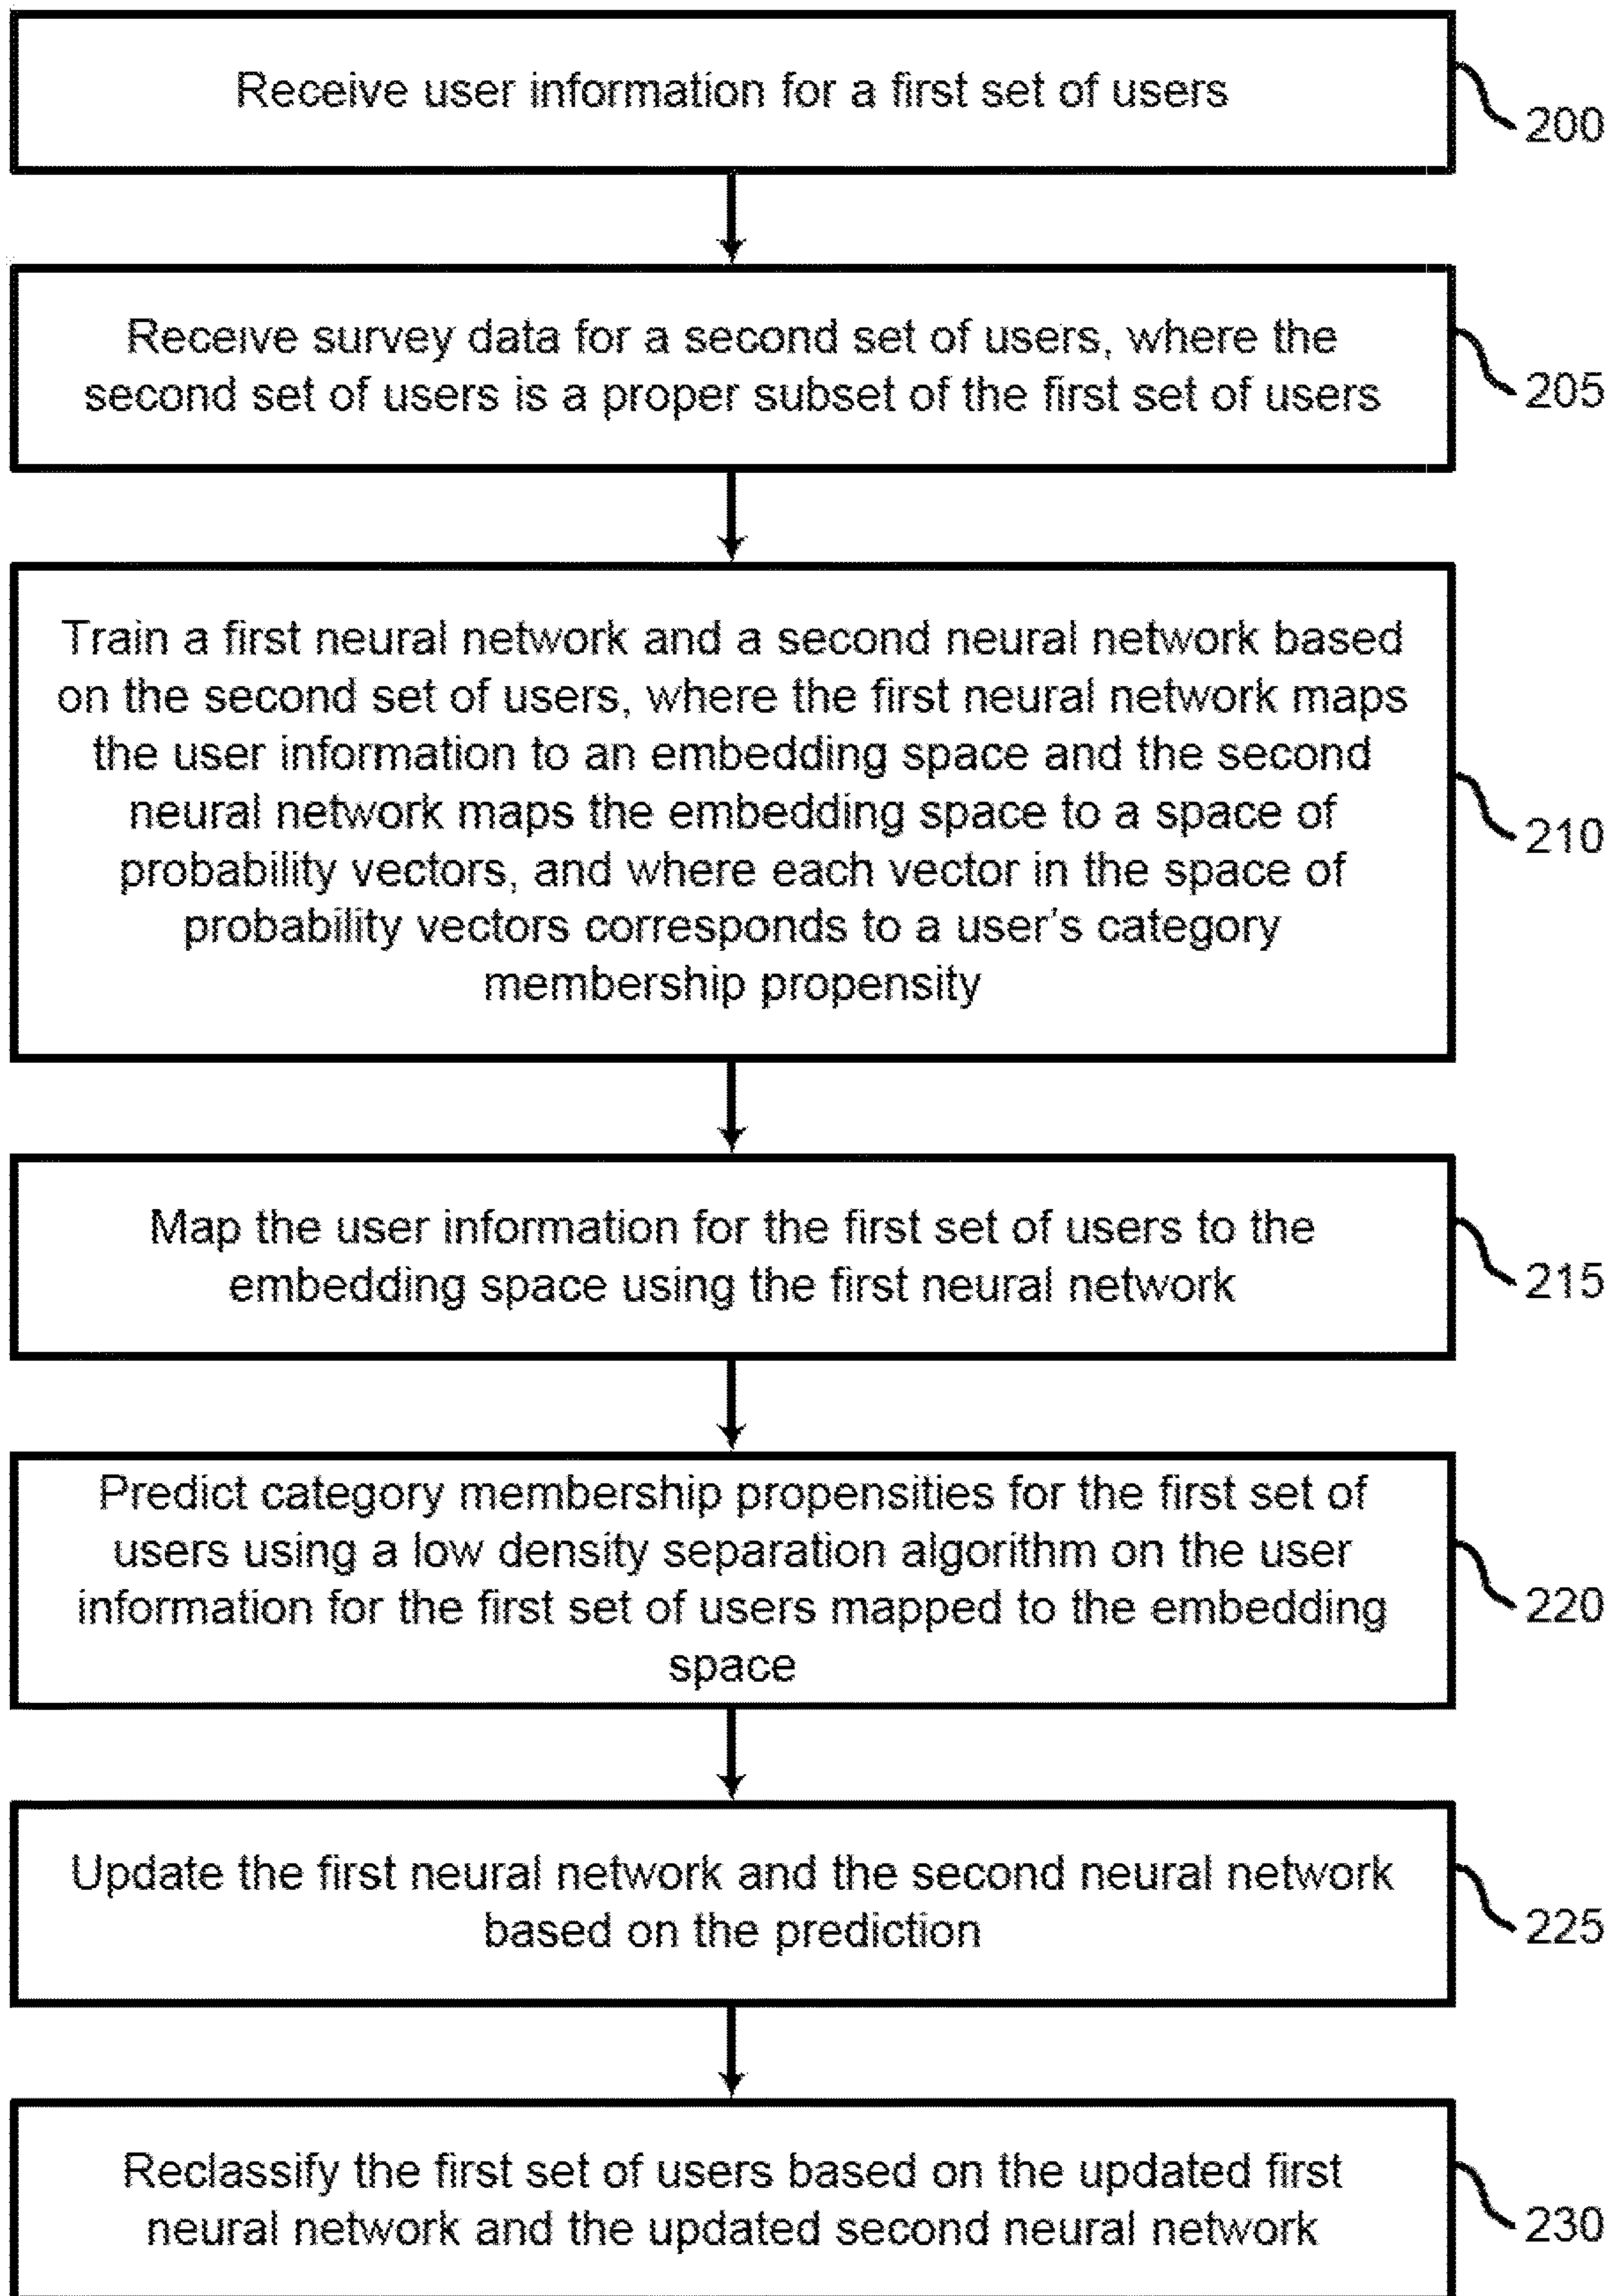 Receive user information for a first set of users
200
Receive survey data for a second set of users, where the
second set of users is a proper subset of the first set of users
205
Train a first neural network and a second neural network based
on the second set of users, where the first neural network maps
the user information to an embedding space and the second
neural network maps the embedding space to a space of
probability vectors, and where each vector in the space of
probability vectors corresponds to a user's category
membership propensity
210
Map the user information for the first set of users to the
embedding space using the first neural network
215
Predict category membership propensities for the first set of
users using a low density separation algorithm on the user
information for the first set of users mapped to the embedding
space
220
Update the first neural network and the second neural network
based on the prediction
225
Reclassify the first set of users based on the updated first
neural network and the updated second neural network
230